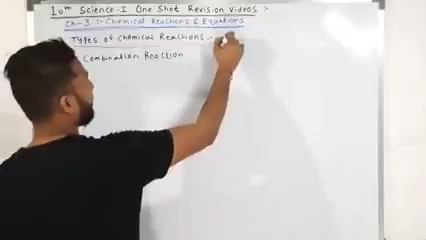 10th Science-I One Shot Revision Videos :-
Ch-3 :- Chemical Reactions & Equations
Types of Chemical Reactions :-
Combination Reaction